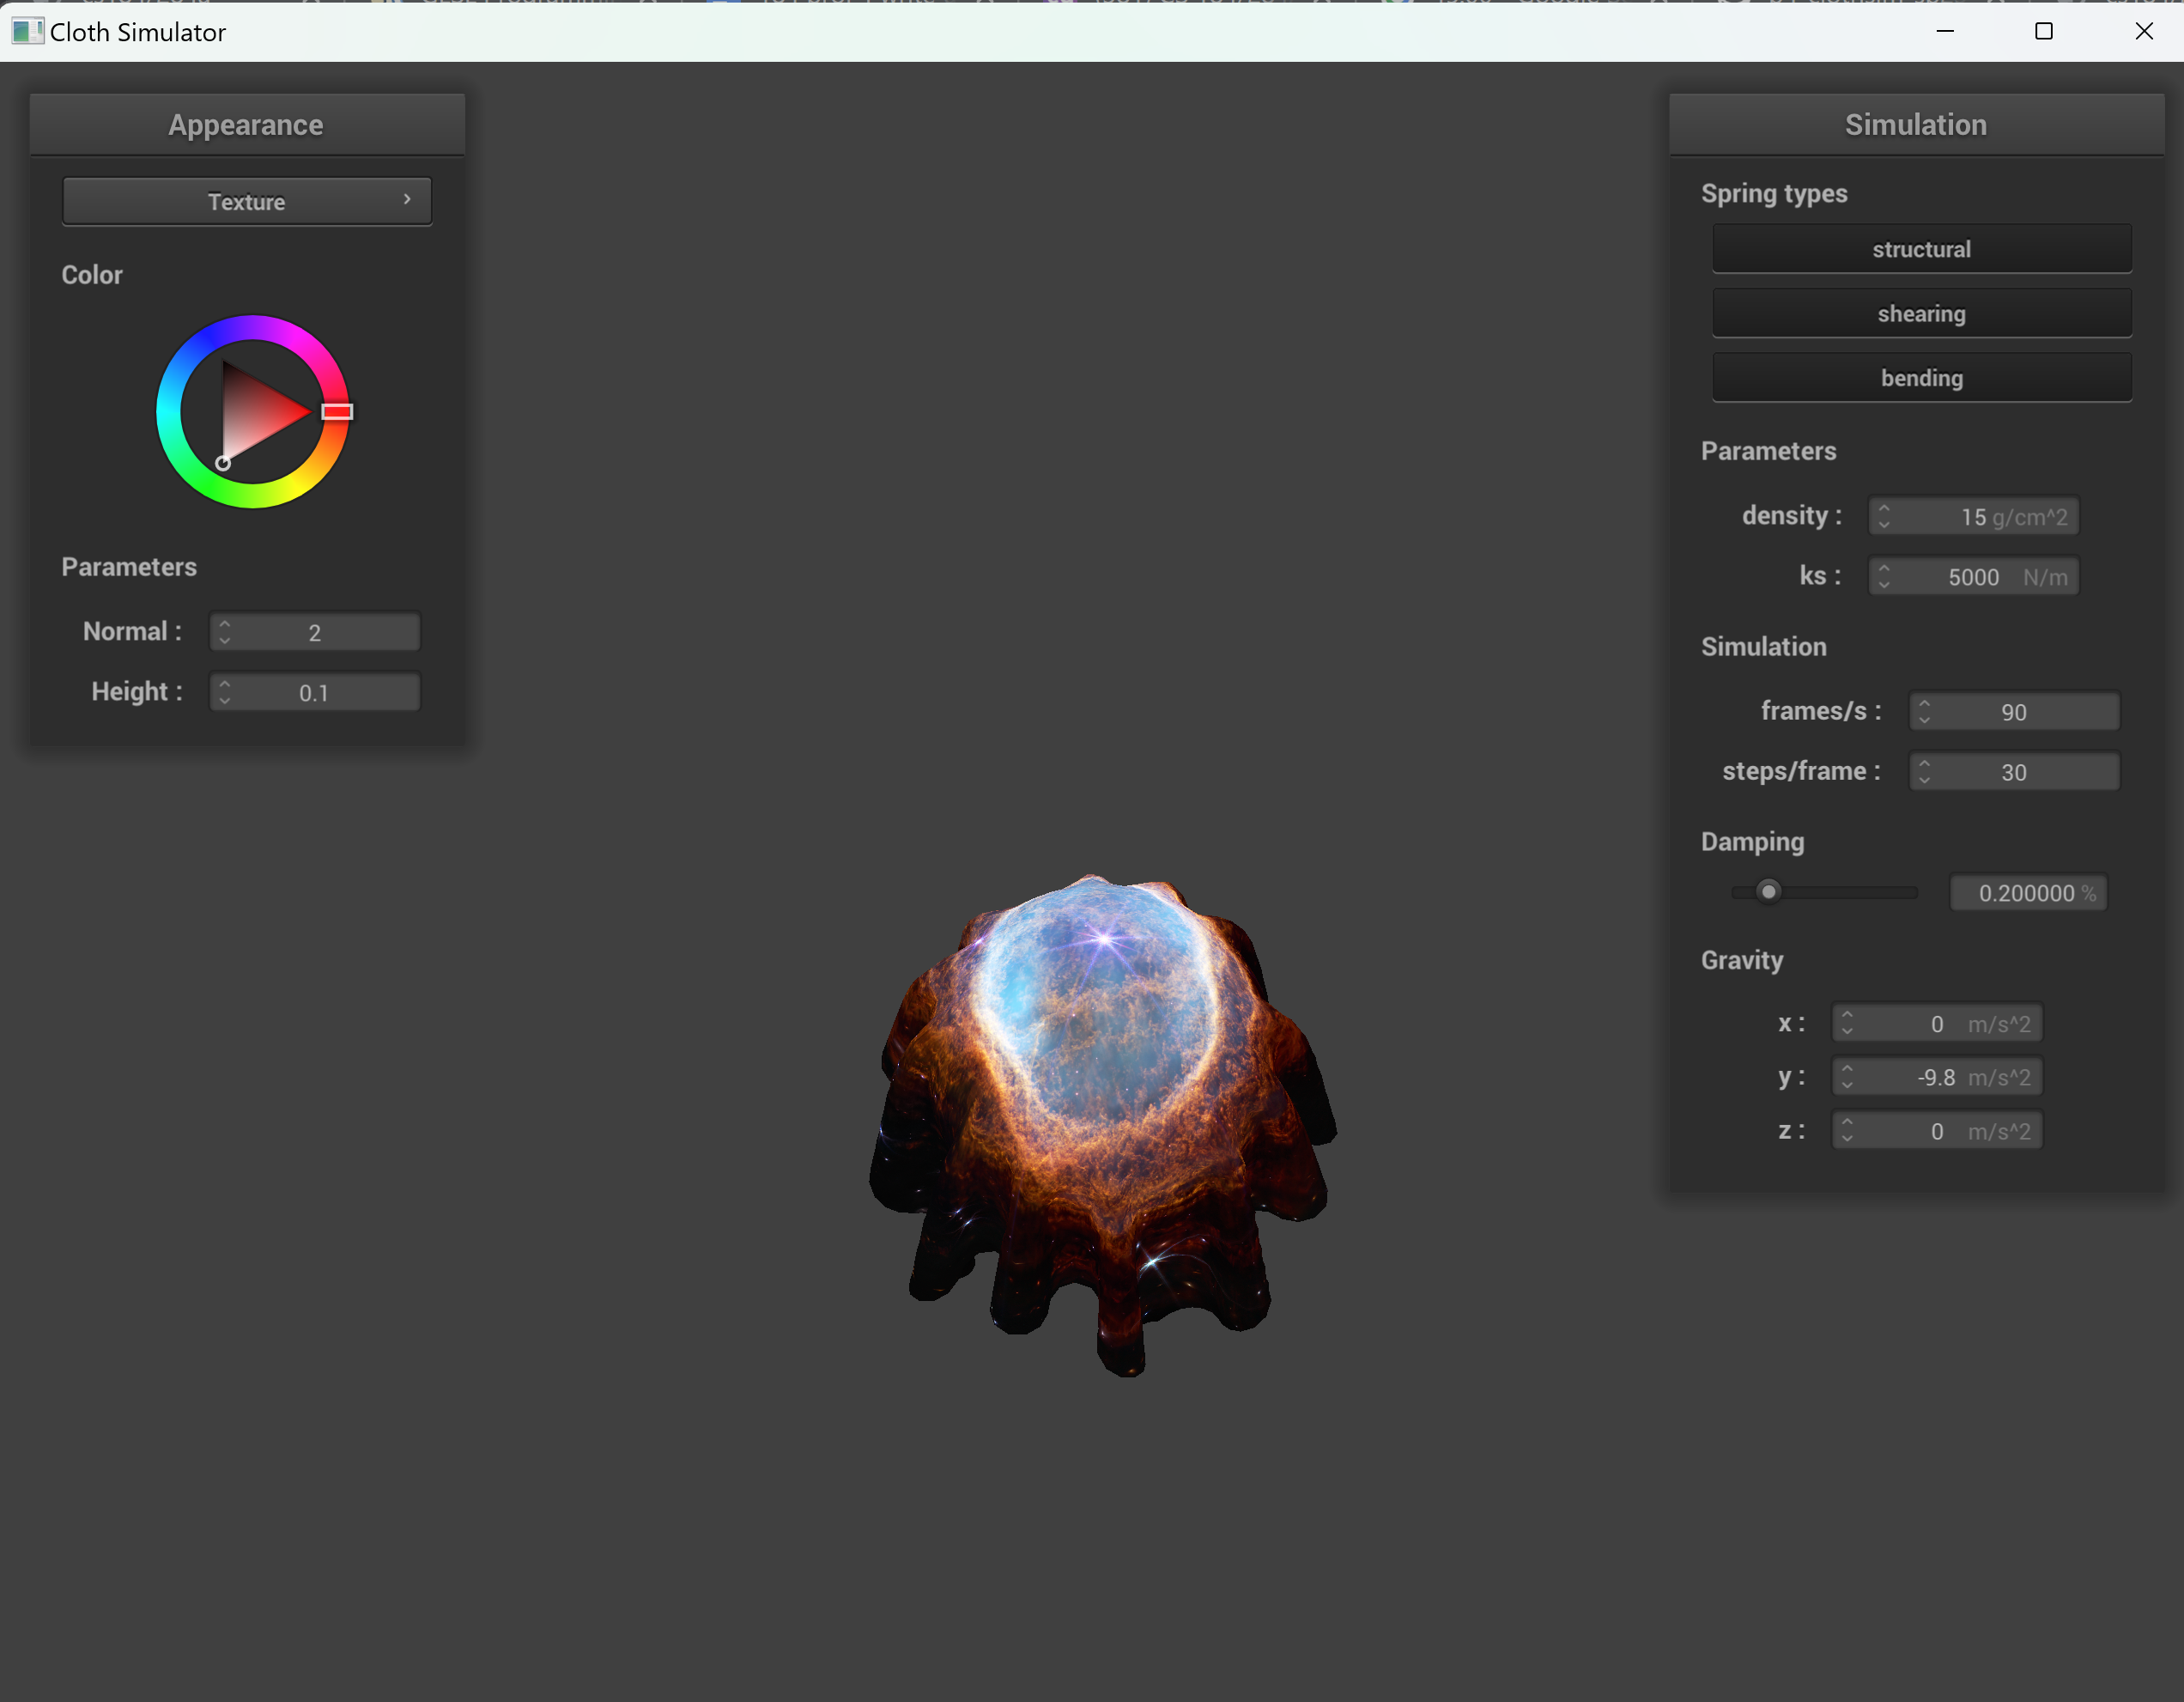 Cloth Simulator
Appearance
Texture
Color
Parameters
Normal : 2
Height : 0.1
Simulation
Spring types
structural
shearing
bending
Parameters
density : 15 g/cm^2
ks : 5000 N/m
Simulation
frames/s : 90
steps/frame : 30
Damping
0.200000 %
Gravity
x : 0 m/s^2
y : -9.8 m/s^2
z : 0 m/s^2